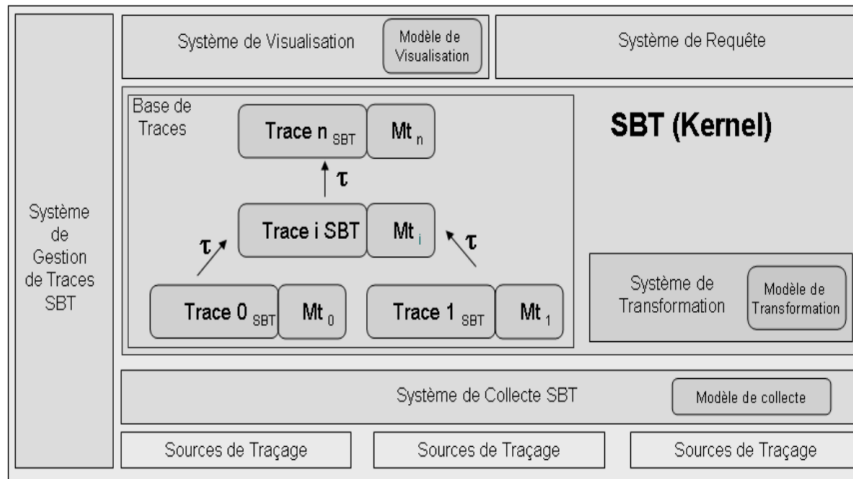 Système de Visualisation
Modèle de
Visualisation
Système de Requête
Base de
Traces
Trace n SBT
Mt n
SBT (Kernel)
τ
Système
de
Gestion
de Traces
SBT
Trace i SBT
Mt i
τ
τ
Système de
Transformation
Modèle de
Transformation
Trace 0 SBT
Mt 0
Trace 1 SBT
Mt 1
Système de Collecte SBT
Modèle de collecte
Sources de Traçage
Sources de Traçage
Sources de Traçage